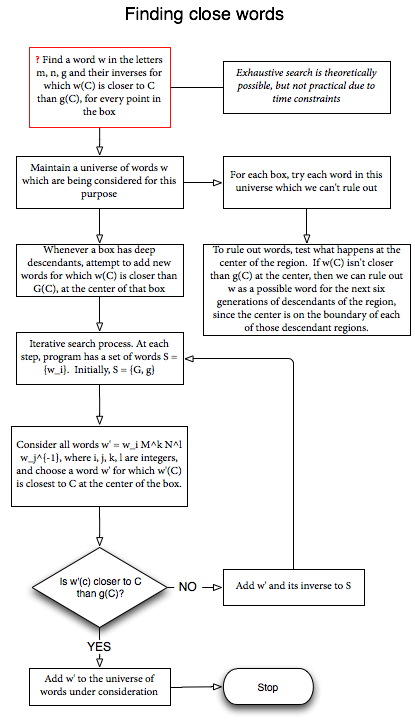 Finding close words
? Find a word w in the letters
m, n, g and their inverses for
which w(C) is closer to C
than g(C), for every point in
the box
Exhaustive search is theoretically
possible, but not practical due to
time constraints
Maintain a universe of words w
which are being considered for this
purpose
For each box, try each word in this
universe which we can't rule out
Whenever a box has deep
descendants, attempt to add new
words for which w(C) is closer than
G(C), at the center of that box
To rule out words, test what happens at the
center of the region. If w(C) isn't closer
than g(C) at the center, then we can rule out
w as a possible word for the next six
generations of descendants of the region,
since the center is on the boundary of each
of those descendant regions.
Iterative search process. At each
step, program has a set of words S =
{w_i}. Initially, S = {G, g}
Consider all words w' = w_i M^k N^l
w_j^{-1}, where i, j, k, l are integers,
and choose a word w' for which w'(C)
is closest to C at the center of the box.
Is w'(c) closer to C
than g(C)?
NO
Add w' and its inverse to S
YES
Add w' to the universe of
words under consideration
Stop